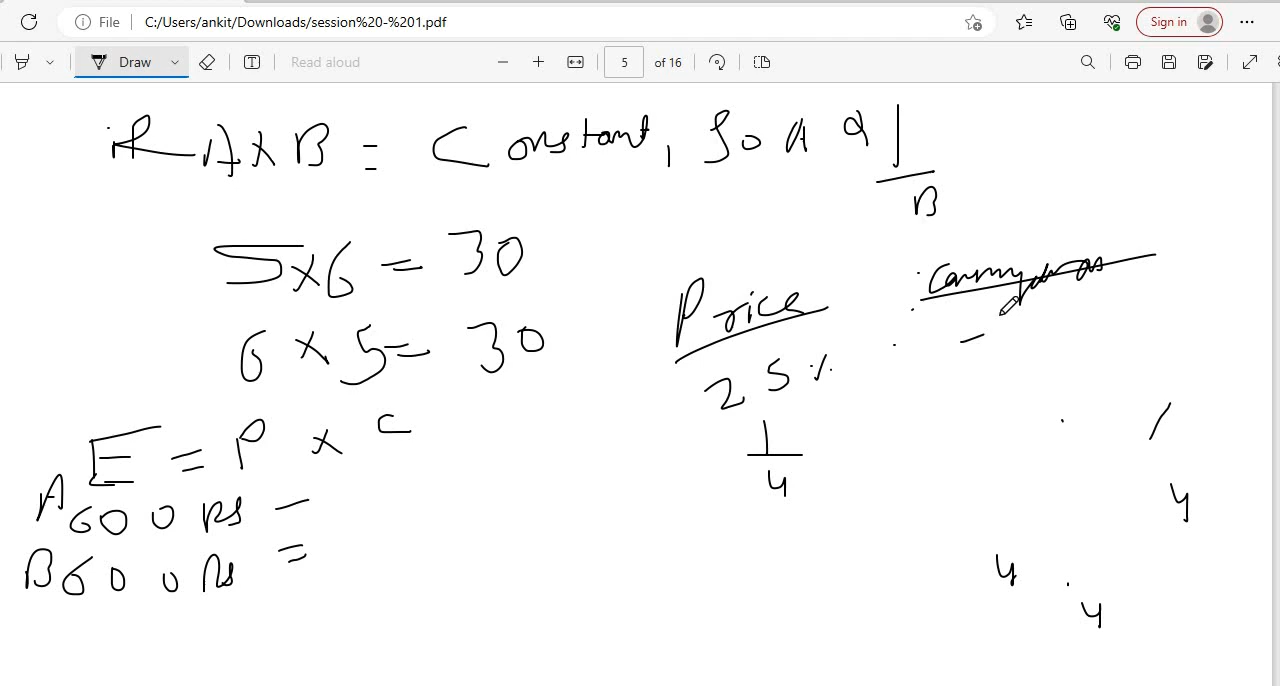 File C:/Users/ankit/Downloads/session%20-%201.pdf Sign in
Draw Read aloud 5 of 16
A x B = Constant, So A α 1/B
5 x 6 = 30
6 x 5 = 30
Price
25 %
1/4
E = P x C
A 600 Rs -
B 600 Rs =
4
4
4